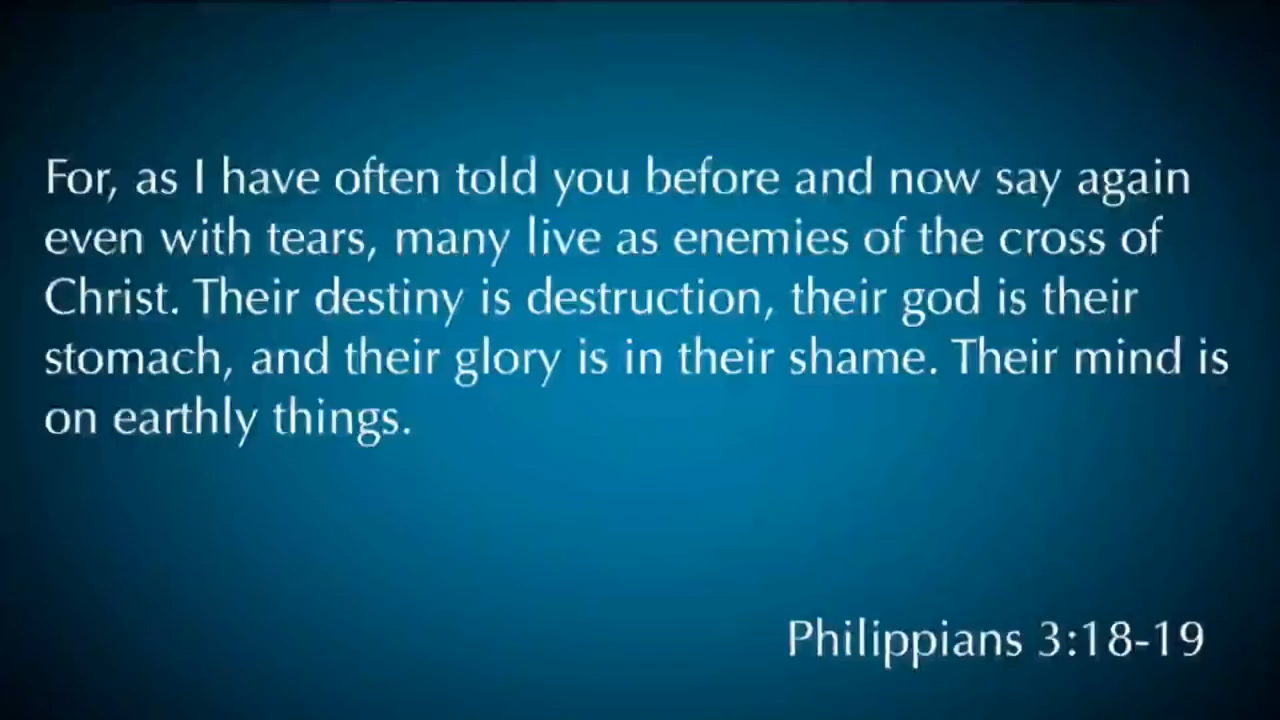 For, as I have often told you before and now say again
even with tears, many live as enemies of the cross of
Christ. Their destiny is destruction, their god is their
stomach, and their glory is in their shame. Their mind is
on earthly things.
Philippians 3:18-19